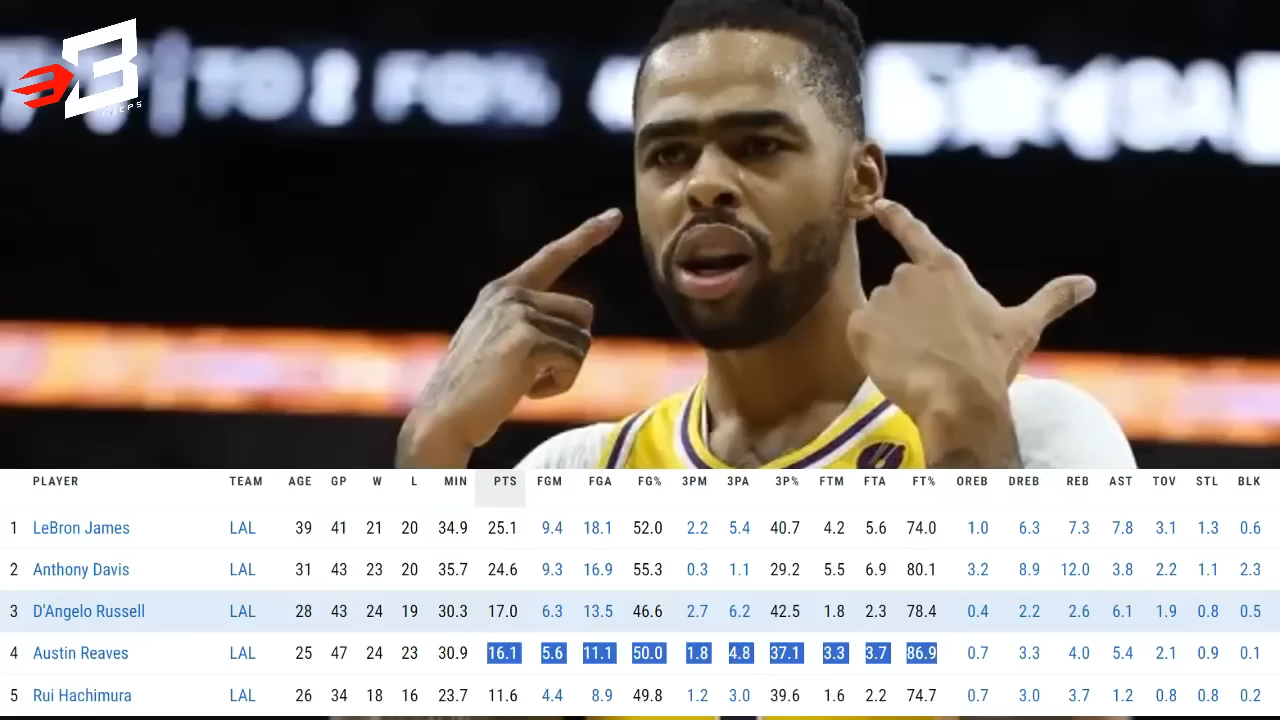 PLAYER TEAM AGE GP W L MIN PTS FGM FGA FG% 3PM 3PA 3P% FTM FTA FT% OREB DREB REB AST TOV STL BLK
1 LeBron James LAL 39 41 21 20 34.9 25.1 9.4 18.1 52.0 2.2 5.4 40.7 4.2 5.6 74.0 1.0 6.3 7.3 7.8 3.1 1.3 0.6
2 Anthony Davis LAL 31 43 23 20 35.7 24.6 9.3 16.9 55.3 0.3 1.1 29.2 5.5 6.9 80.1 3.2 8.9 12.0 3.8 2.2 1.1 2.3
3 D'Angelo Russell LAL 28 43 24 19 30.3 17.0 6.3 13.5 46.6 2.7 6.2 42.5 1.8 2.3 78.4 0.4 2.2 2.6 6.1 1.9 0.8 0.5
4 Austin Reaves LAL 25 47 24 23 30.9 16.1 5.6 11.1 50.0 1.8 4.8 37.1 3.3 3.7 86.9 0.7 3.3 4.0 5.4 2.1 0.9 0.1
5 Rui Hachimura LAL 26 34 18 16 23.7 11.6 4.4 8.9 49.8 1.2 3.0 39.6 1.6 2.2 74.7 0.7 3.0 3.7 1.2 0.8 0.8 0.2